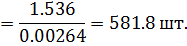 = 1.536 / 0.00264 = 581.8 шт.